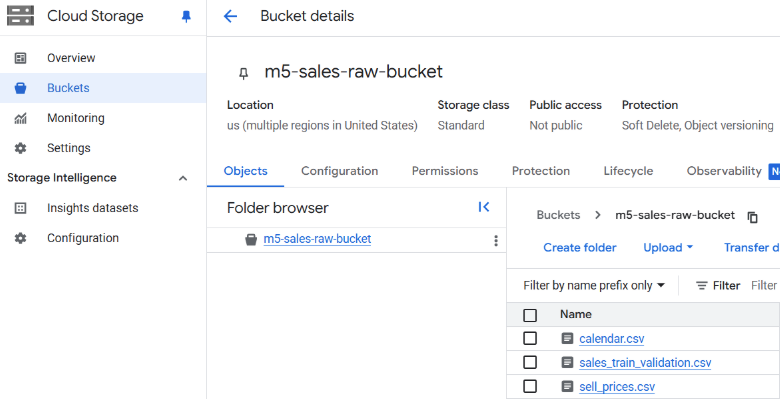 Cloud Storage
Overview
Buckets
Monitoring
Settings
Storage Intelligence
Insights datasets
Configuration
Bucket details
m5-sales-raw-bucket
Location Storage class Public access Protection
us (multiple regions in United States) Standard Not public Soft Delete, Object versioning
Objects Configuration Permissions Protection Lifecycle Observability
Folder browser
m5-sales-raw-bucket
Buckets > m5-sales-raw-bucket
Create folder Upload Transfer d
Filter by name prefix only Filter Filter
Name
calendar.csv
sales_train_validation.csv
sell_prices.csv